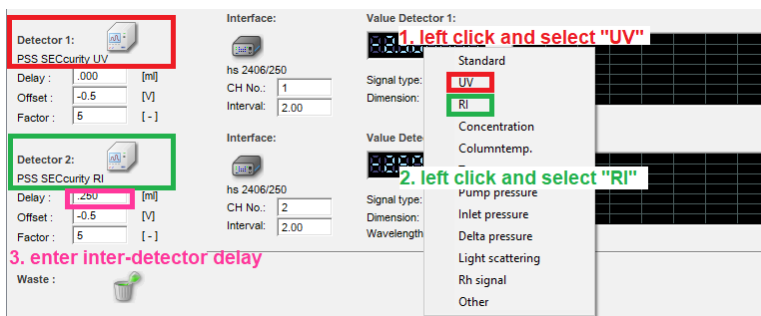 Interface:
Value Detector 1:
1. left click and select "UV"
Detector 1:
PSS SECcurity UV
Delay : .000 [ml]
Offset : -0.5 [V]
Factor : 5 [ - ]
hs 2406/250
CH No.: 1
Interval: 2.00
Signal type:
Dimension:
Standard
UV
RI
Concentration
Columntemp.
Interface:
Value Dete
2. left click and select "RI"
Detector 2:
PSS SECcurity RI
Delay : .250 [ml]
Offset : -0.5 [V]
Factor : 5 [ - ]
hs 2406/250
CH No.: 2
Interval: 2.00
Signal type:
Dimension:
Wavelength
Pump pressure
Inlet pressure
Delta pressure
Light scattering
Rh signal
Other
3. enter inter-detector delay
Waste :